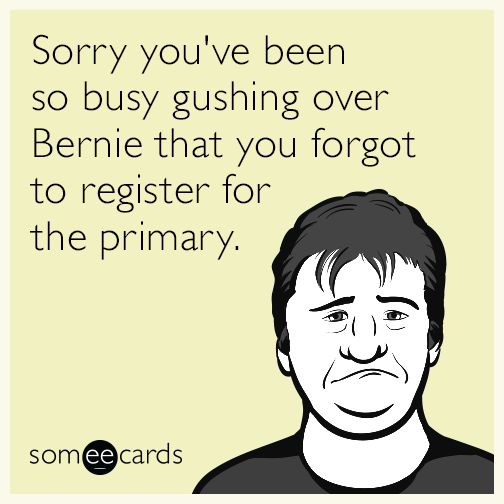 Sorry you've been
so busy gushing over
Bernie that you forgot
to register for
the primary.
someecards